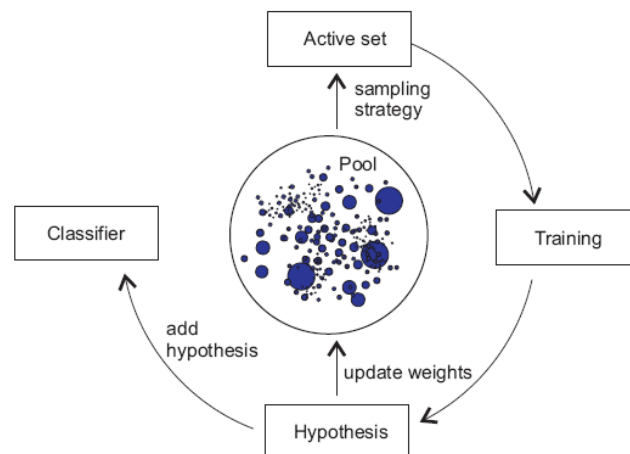 Active set
sampling
strategy
Pool
Classifier
Training
add
hypothesis
update weights
Hypothesis